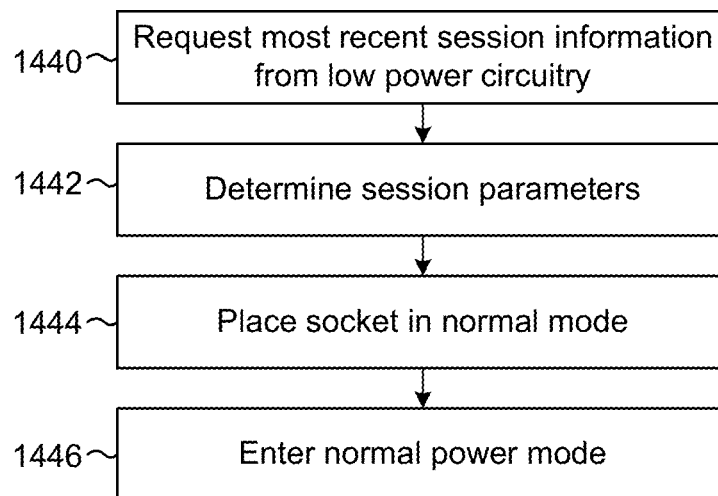 1440
Request most recent session information
from low power circuitry
1442
Determine session parameters
1444
Place socket in normal mode
1446
Enter normal power mode